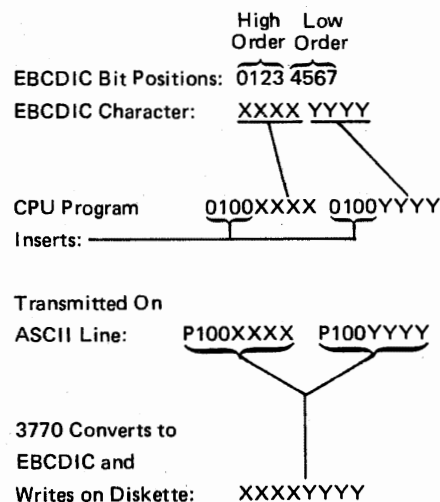 High Low
Order Order
EBCDIC Bit Positions: 0123 4567
EBCDIC Character: XXXX YYYY
CPU Program 0100XXXX 0100YYYY
Inserts:
Transmitted On
ASCII Line: P100XXXX P100YYYY
3770 Converts to
EBCDIC and
Writes on Diskette: XXXXYYYY